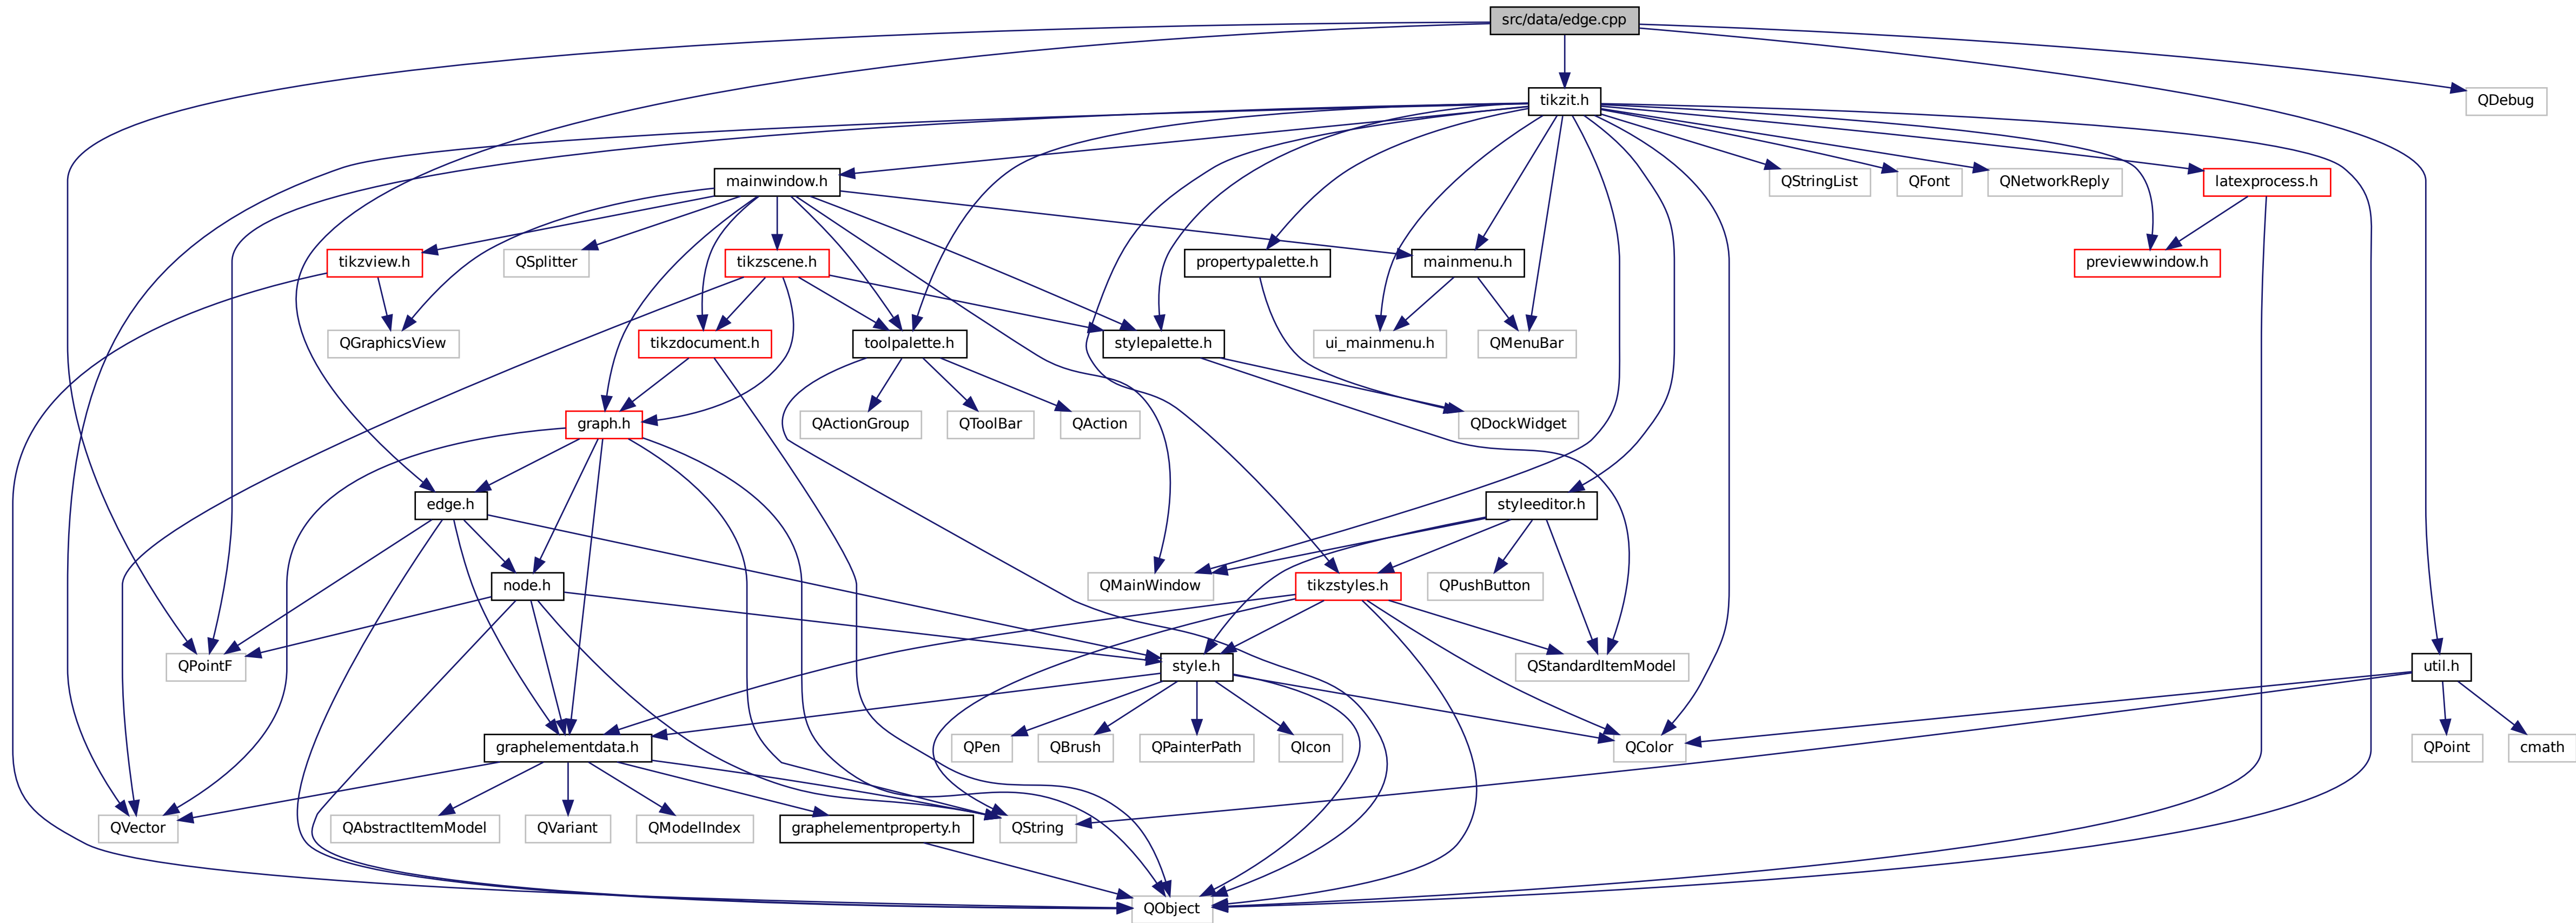 src/data/edge.cpp
tikzit.h
QDebug
mainwindow.h
QStringList
QFont
QNetworkReply
latexprocess.h
tikzview.h
QSplitter
tikzscene.h
propertypalette.h
mainmenu.h
previewwindow.h
QGraphicsView
tikzdocument.h
toolpalette.h
stylepalette.h
ui_mainmenu.h
QMenuBar
graph.h
QActionGroup
QToolBar
QAction
QDockWidget
edge.h
styleeditor.h
node.h
QMainWindow
tikzstyles.h
QPushButton
QPointF
style.h
QStandardItemModel
util.h
graphelementdata.h
QPen
QBrush
QPainterPath
QIcon
QColor
QPoint
cmath
QVector
QAbstractItemModel
QVariant
QModelIndex
graphelementproperty.h
QString
QObject